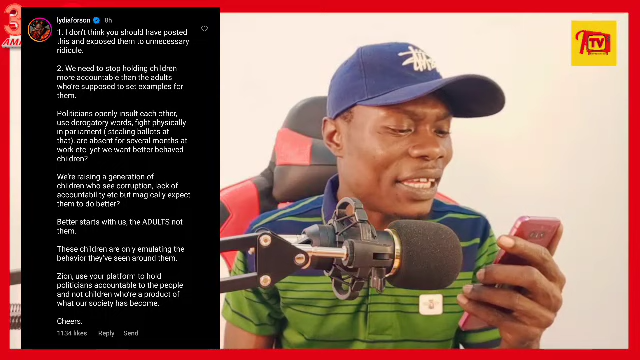 lydiaforson 8h
1. I don't think you should have posted
this and exposed them to unnecessary
ridicule.
2. We need to stop holding children
more accountable than the adults
who're supposed to set examples for
them.
Politicians openly insult each other,
use derogatory words, fight physically
in parliament ( stealing ballots at
that), are absent for several months at
work etc. yet we want better behaved
children?
We're raising a generation of
children who see corruption, lack of
accountability etc but magically expect
them to do better?
Better starts with us, the ADULTS not
them.
These children are only emulating the
behavior they've seen around them.
Zion, use your platform to hold
politicians accountable to the people
and not children who're a product of
what our society has become.
Cheers.
1134 likes Reply Send
TV